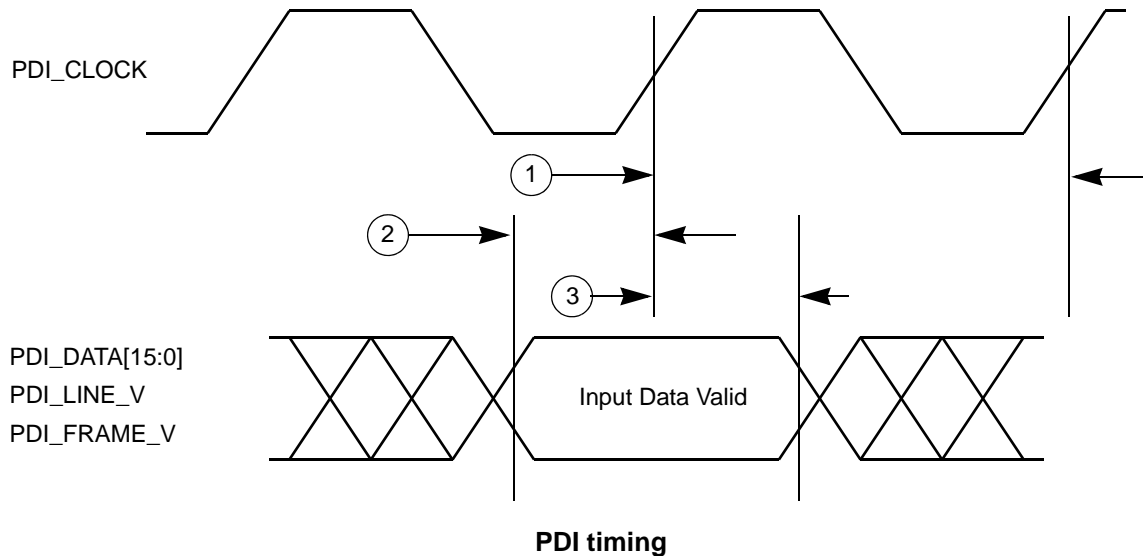 PDI_CLOCK
1
2
3
PDI_DATA[15:0]
PDI_LINE_V
Input Data Valid
PDI_FRAME_V
PDI timing